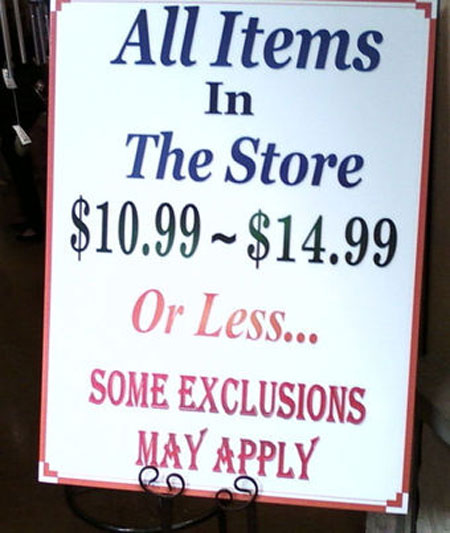 All Items
In
The Store
$10.99 ~ $14.99
Or Less...
SOME EXCLUSIONS
MAY APPLY